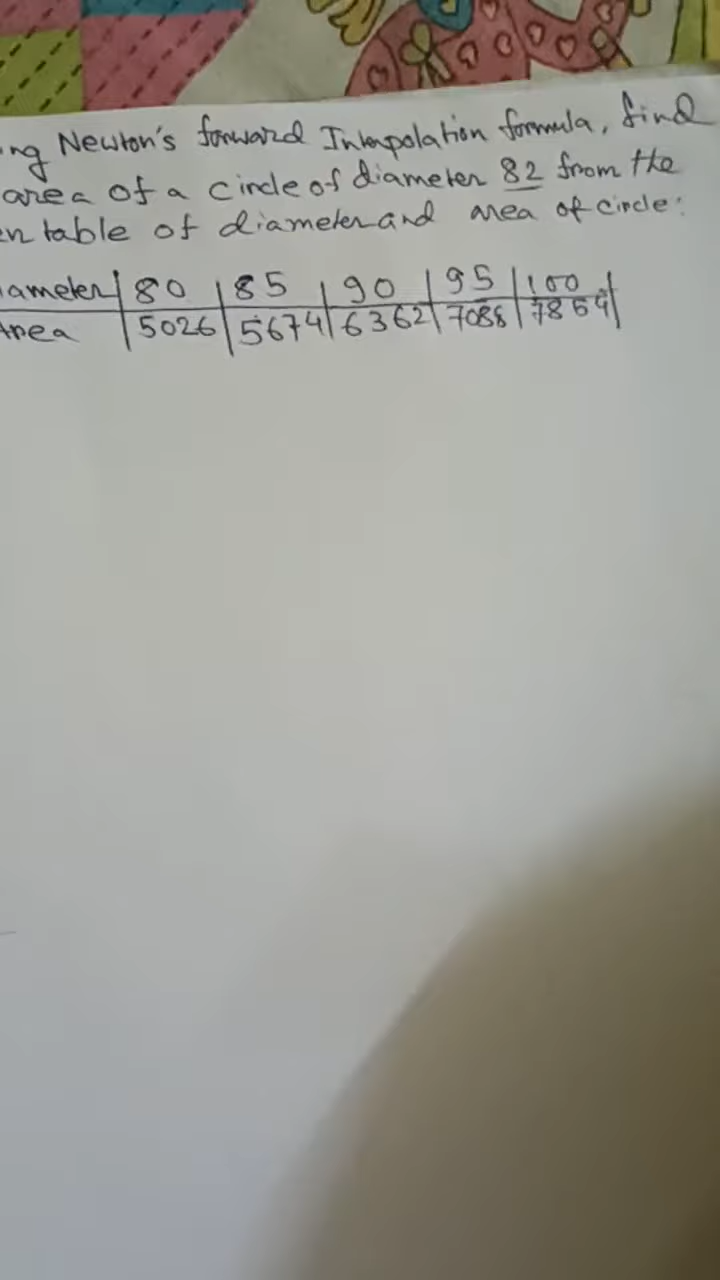 ng Newton's forward Interpolation formula, find
area of a circle of diameter 82 from the
en table of diameter and area of circle:
ameter | 80 | 85 | 90 | 95 | 100 |
Area | 5026 | 5674 | 6362 | 7088 |